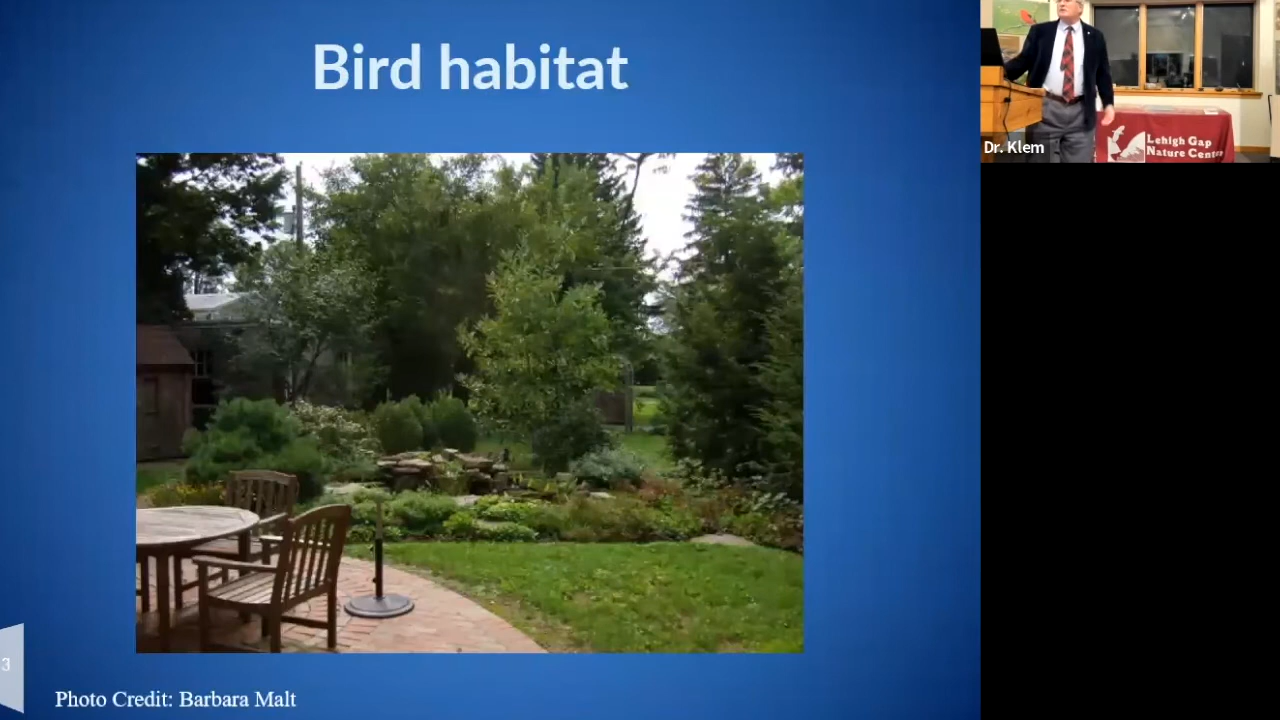 Bird habitat
Dr. Klem
Lehigh Gap
Nature Center
3
Photo Credit: Barbara Malt